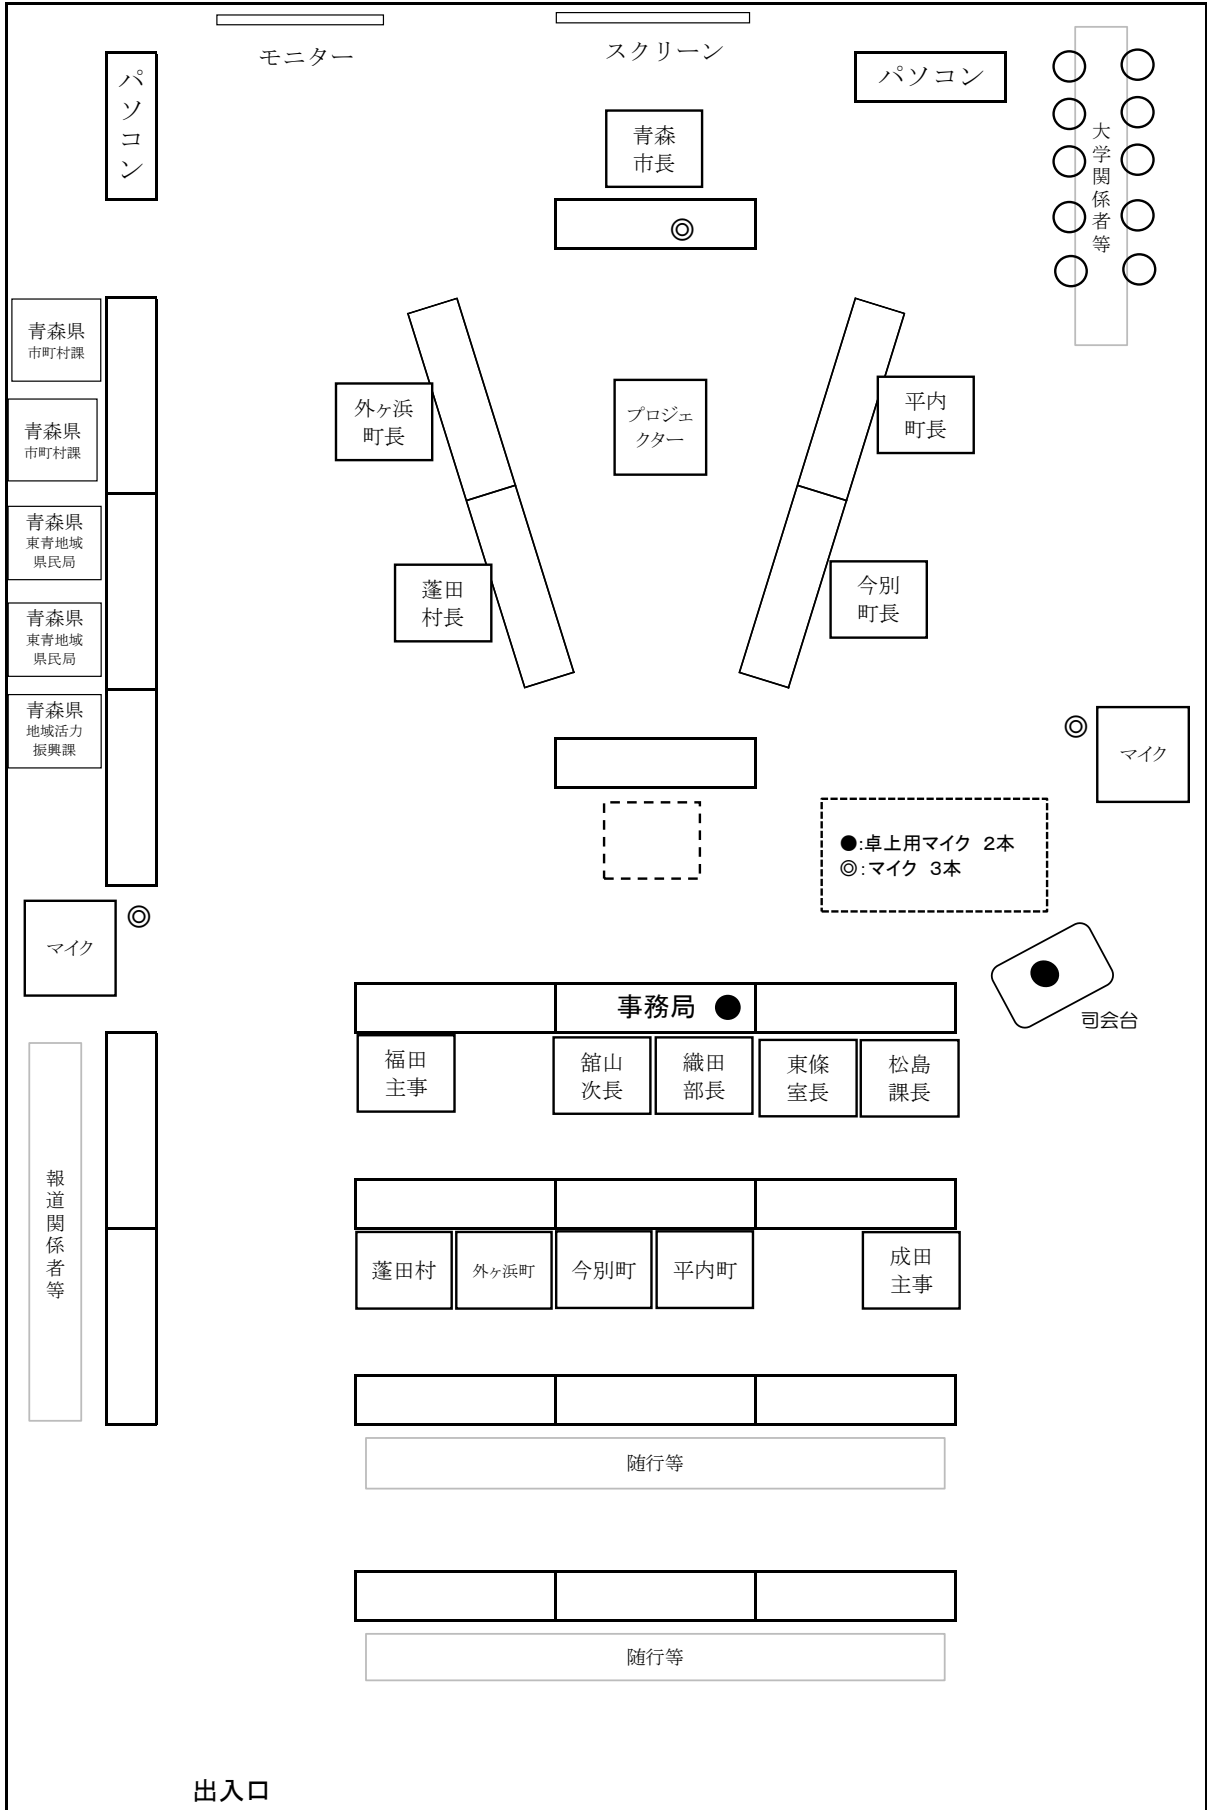 モニター
スクリーン
パソコン
パソコン
青森
市長
大学関係者等
青森県
市町村課
青森県
市町村課
青森県
東青地域
県民局
青森県
東青地域
県民局
青森県
地域活力
振興課
外ヶ浜
町長
プロジェ
クター
平内
町長
蓬田
村長
今別
町長
マイク
●:卓上用マイク 2本
◎:マイク 3本
マイク
司会台
事務局 ●
福田
主事
舘山
次長
織田
部長
東條
室長
松島
課長
報道関係者等
蓬田村
外ヶ浜町
今別町
平内町
成田
主事
随行等
随行等
出入口